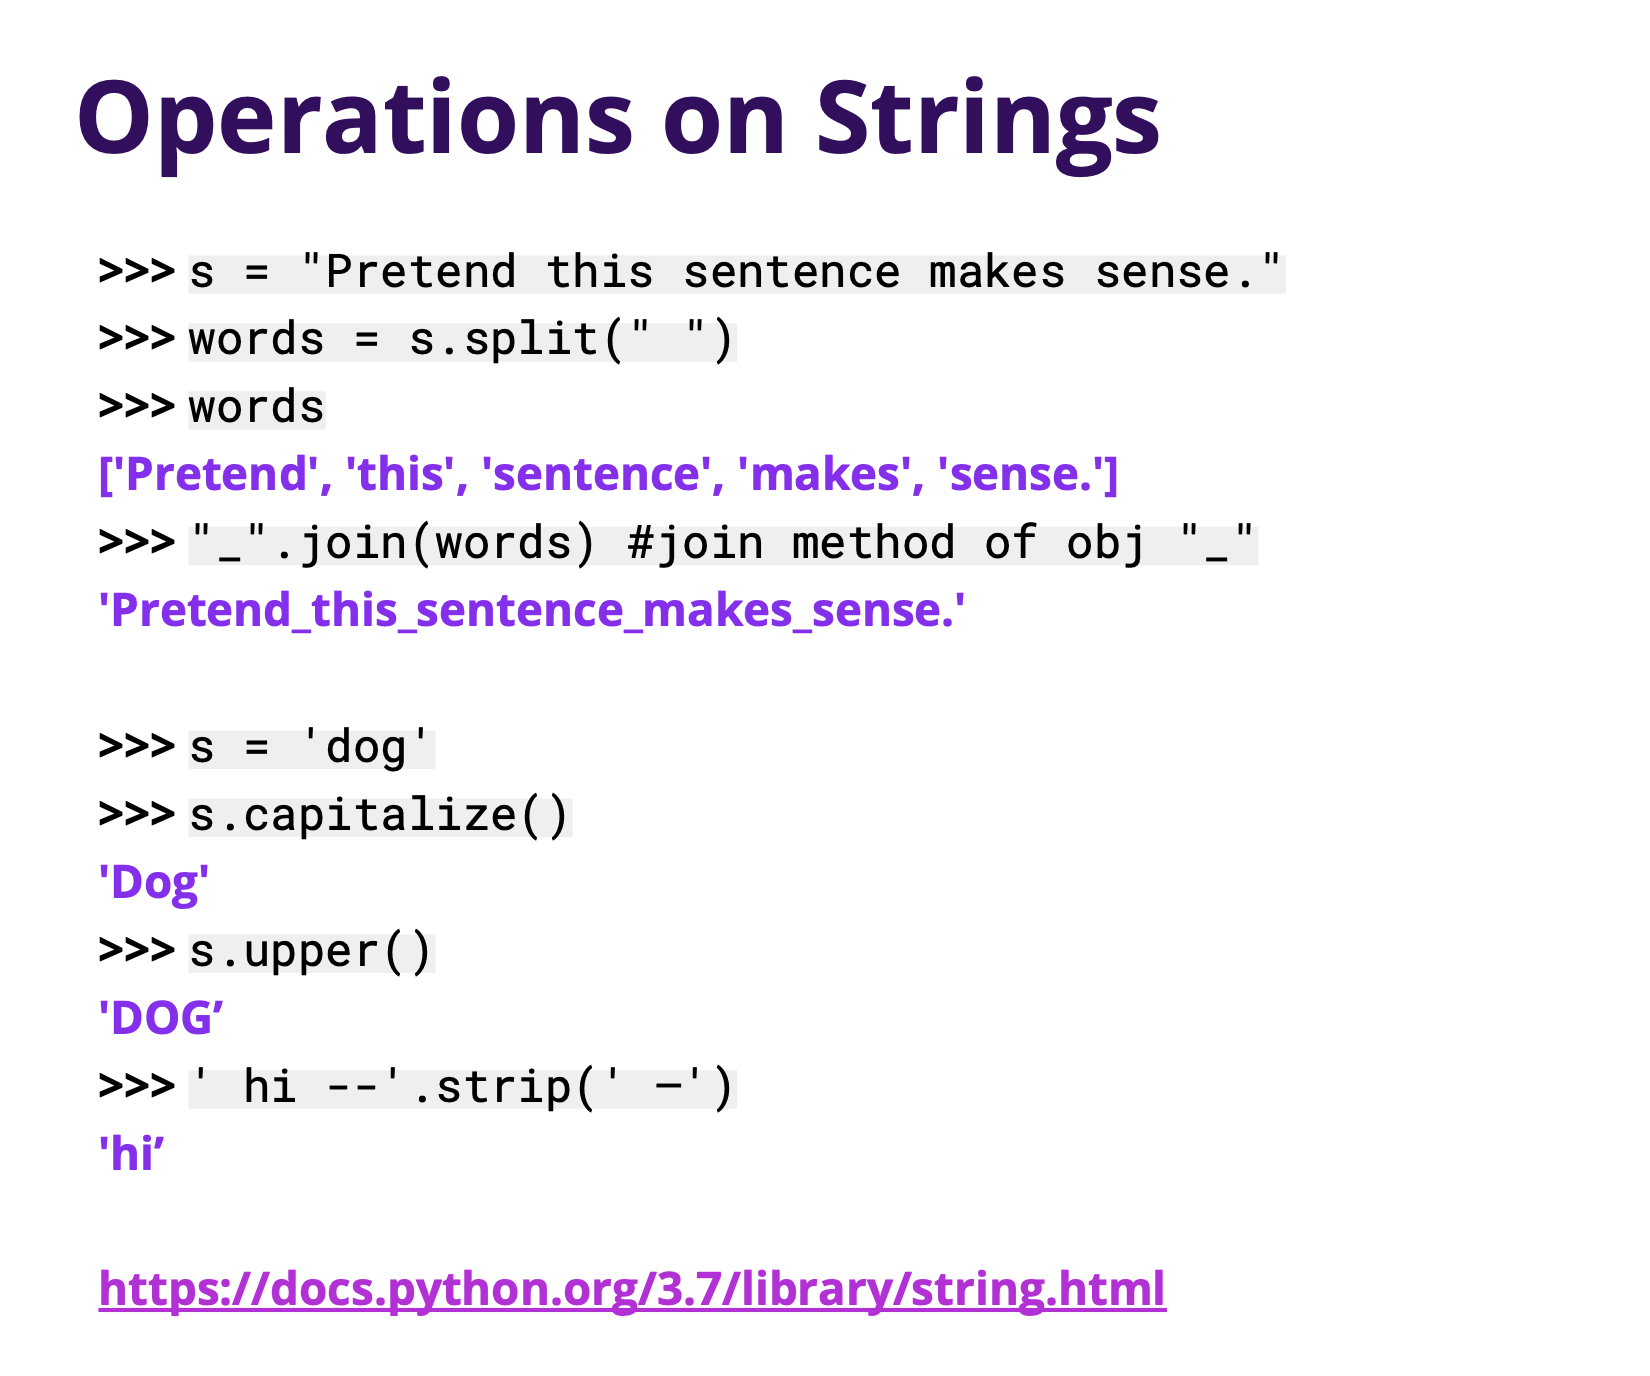 Operations on Strings
>>> s = "Pretend this sentence makes sense."
>>> words = s.split(" ")
>>> words
['Pretend', 'this', 'sentence', 'makes', 'sense.']
>>> "_".join(words) #join method of obj "_"
'Pretend_this_sentence_makes_sense.'
>>> s = 'dog'
>>> s.capitalize()
'Dog'
>>> s.upper()
'DOG’
>>> ' hi --'.strip(' –')
'hi’
https://docs.python.org/3.7/library/string.html